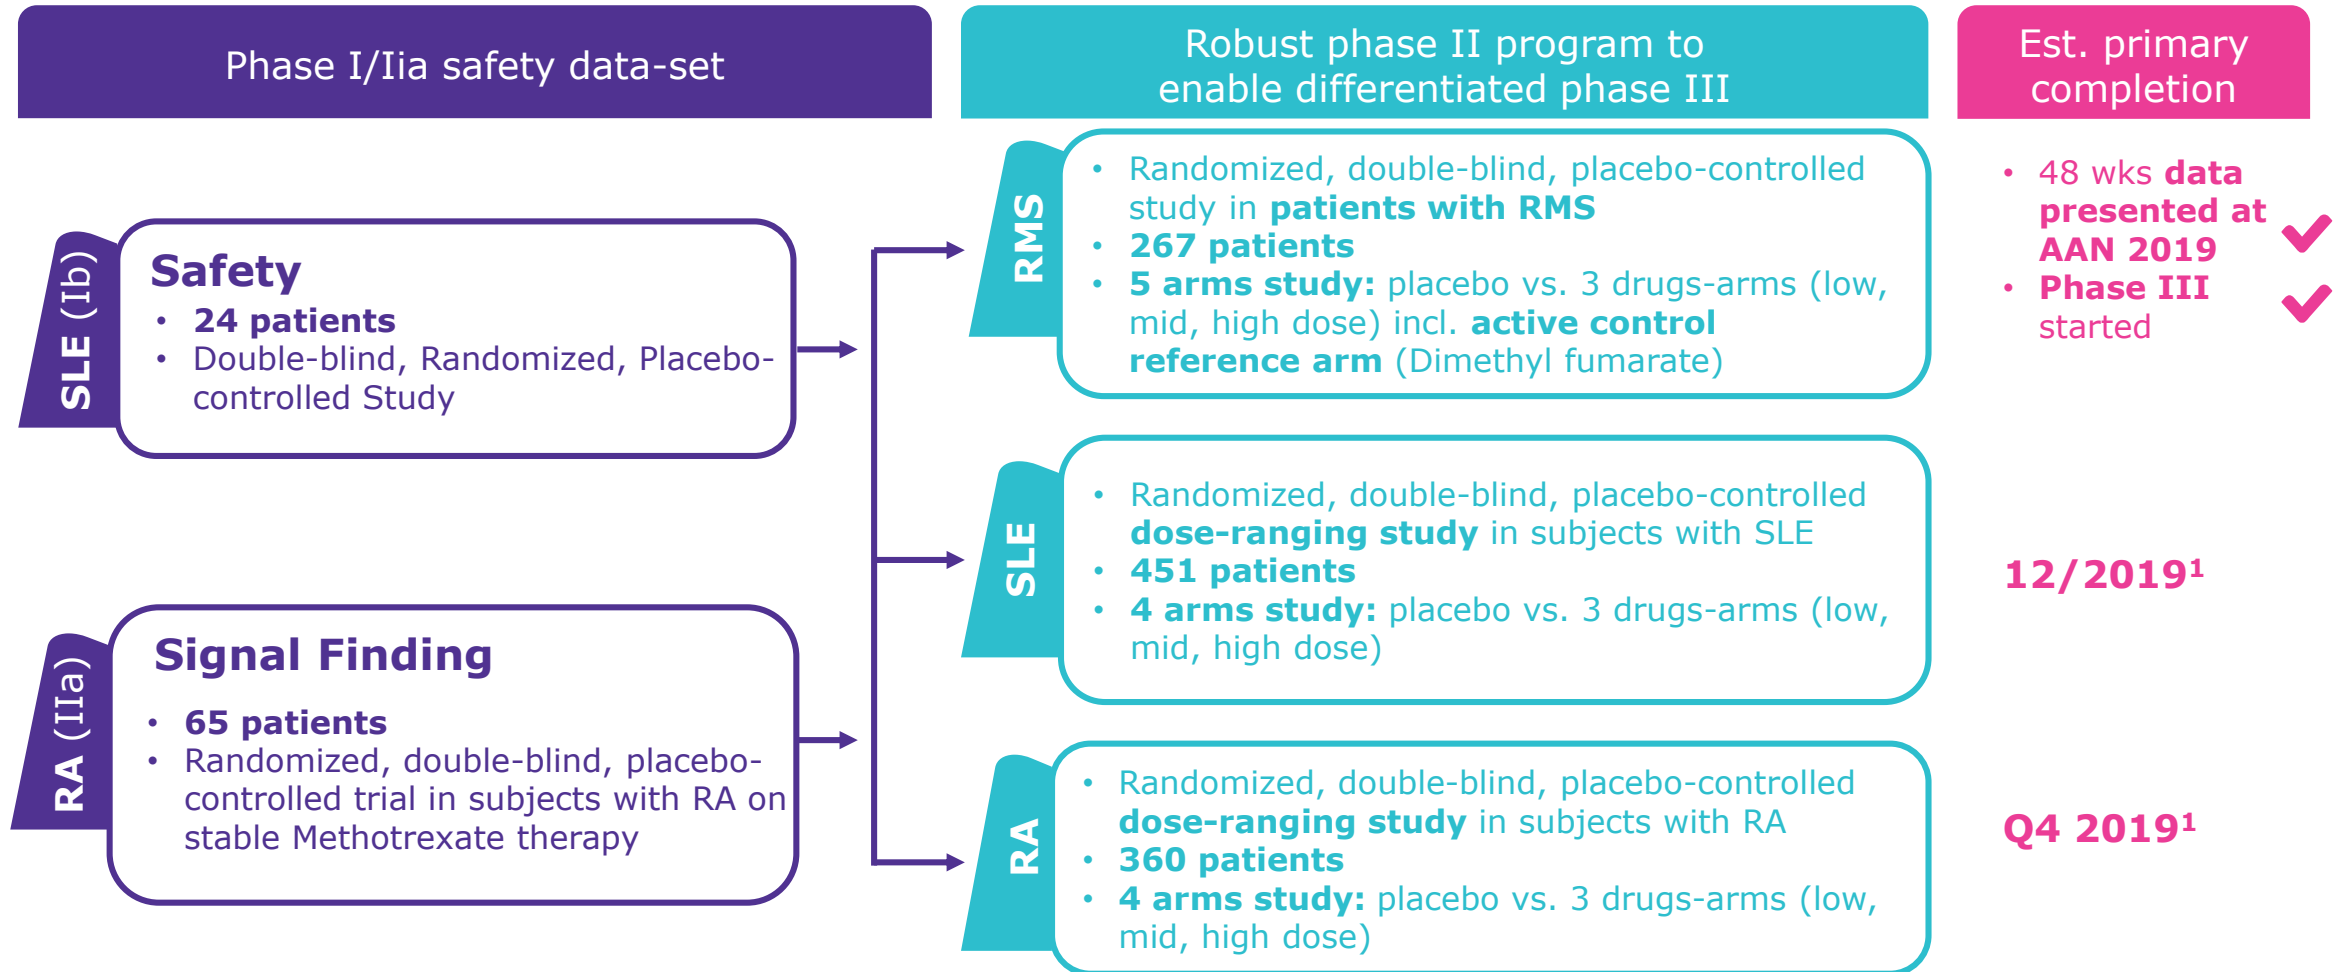 Phase I/Iia safety data-set
Robust phase II program to
enable differentiated phase III
Est. primary
completion
SLE (Ib)
Safety
• 24 patients
• Double-blind, Randomized, Placebo-
controlled Study
RA (IIa)
Signal Finding
• 65 patients
• Randomized, double-blind, placebo-
controlled trial in subjects with RA on
stable Methotrexate therapy
RMS
• Randomized, double-blind, placebo-controlled
study in patients with RMS
• 267 patients
• 5 arms study: placebo vs. 3 drugs-arms (low,
mid, high dose) incl. active control
reference arm (Dimethyl fumarate)
• 48 wks data
presented at
AAN 2019
• Phase III
started
SLE
• Randomized, double-blind, placebo-controlled
dose-ranging study in subjects with SLE
• 451 patients
• 4 arms study: placebo vs. 3 drugs-arms (low,
mid, high dose)
12/2019¹
RA
• Randomized, double-blind, placebo-controlled
dose-ranging study in subjects with RA
• 360 patients
• 4 arms study: placebo vs. 3 drugs-arms (low,
mid, high dose)
Q4 2019¹